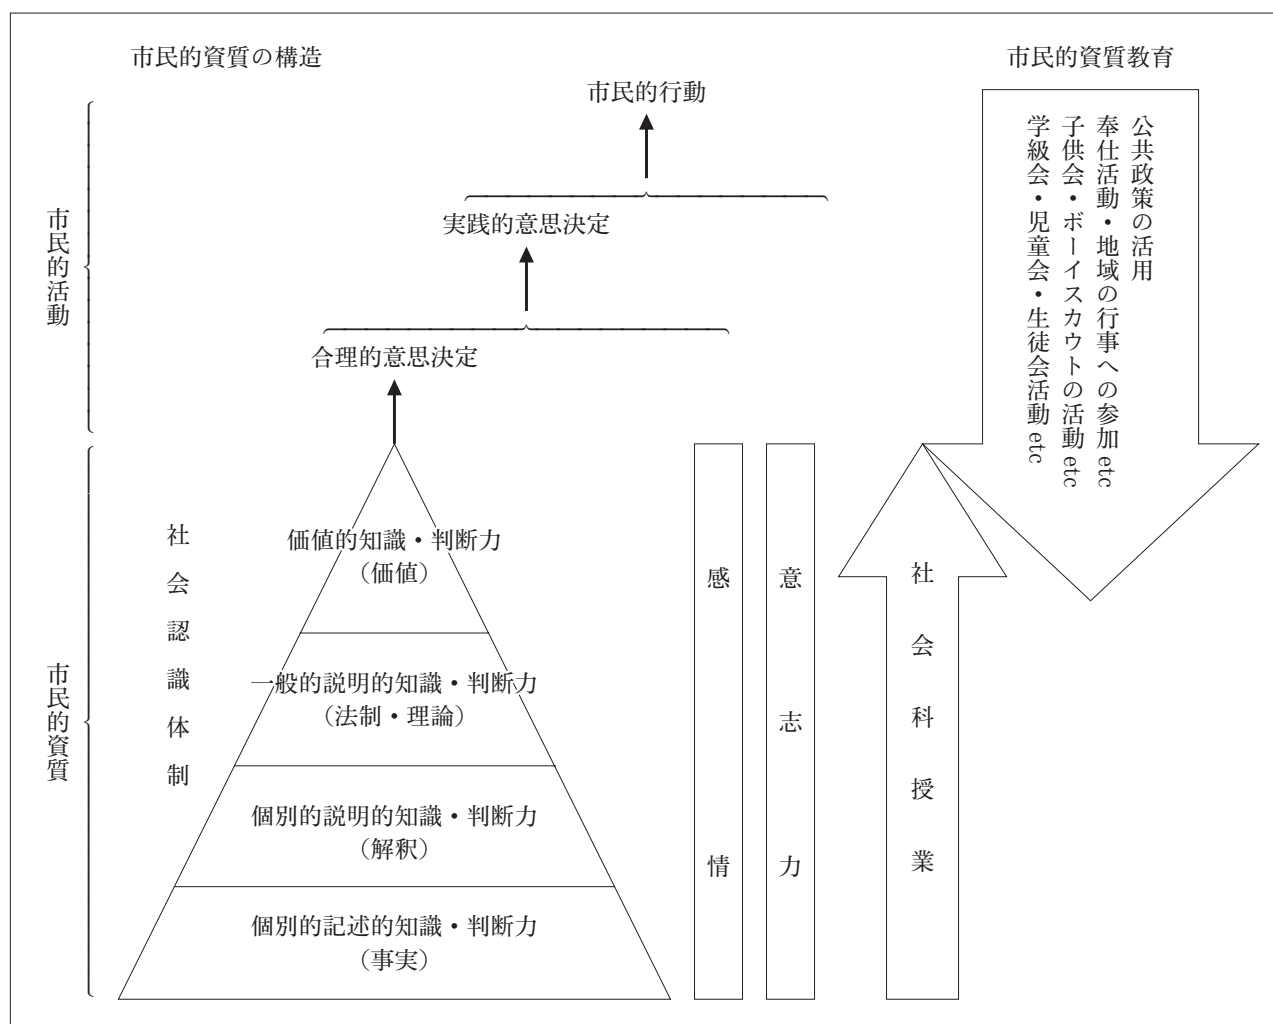 市民的資質の構造
市民的資質教育
市民的行動
実践的意思決定
合理的意思決定
市民的活動
公共政策の活用
奉仕活動・地域の行事への参加 etc
子供会・ボーイスカウトの活動 etc
学級会・児童会・生徒会活動 etc
市民的資質
社会認識体制
価値的知識・判断力
(価値)
一般的説明的知識・判断力
(法制・理論)
個別的説明的知識・判断力
(解釈)
個別的記述的知識・判断力
(事実)
感情
意志力
社会科授業